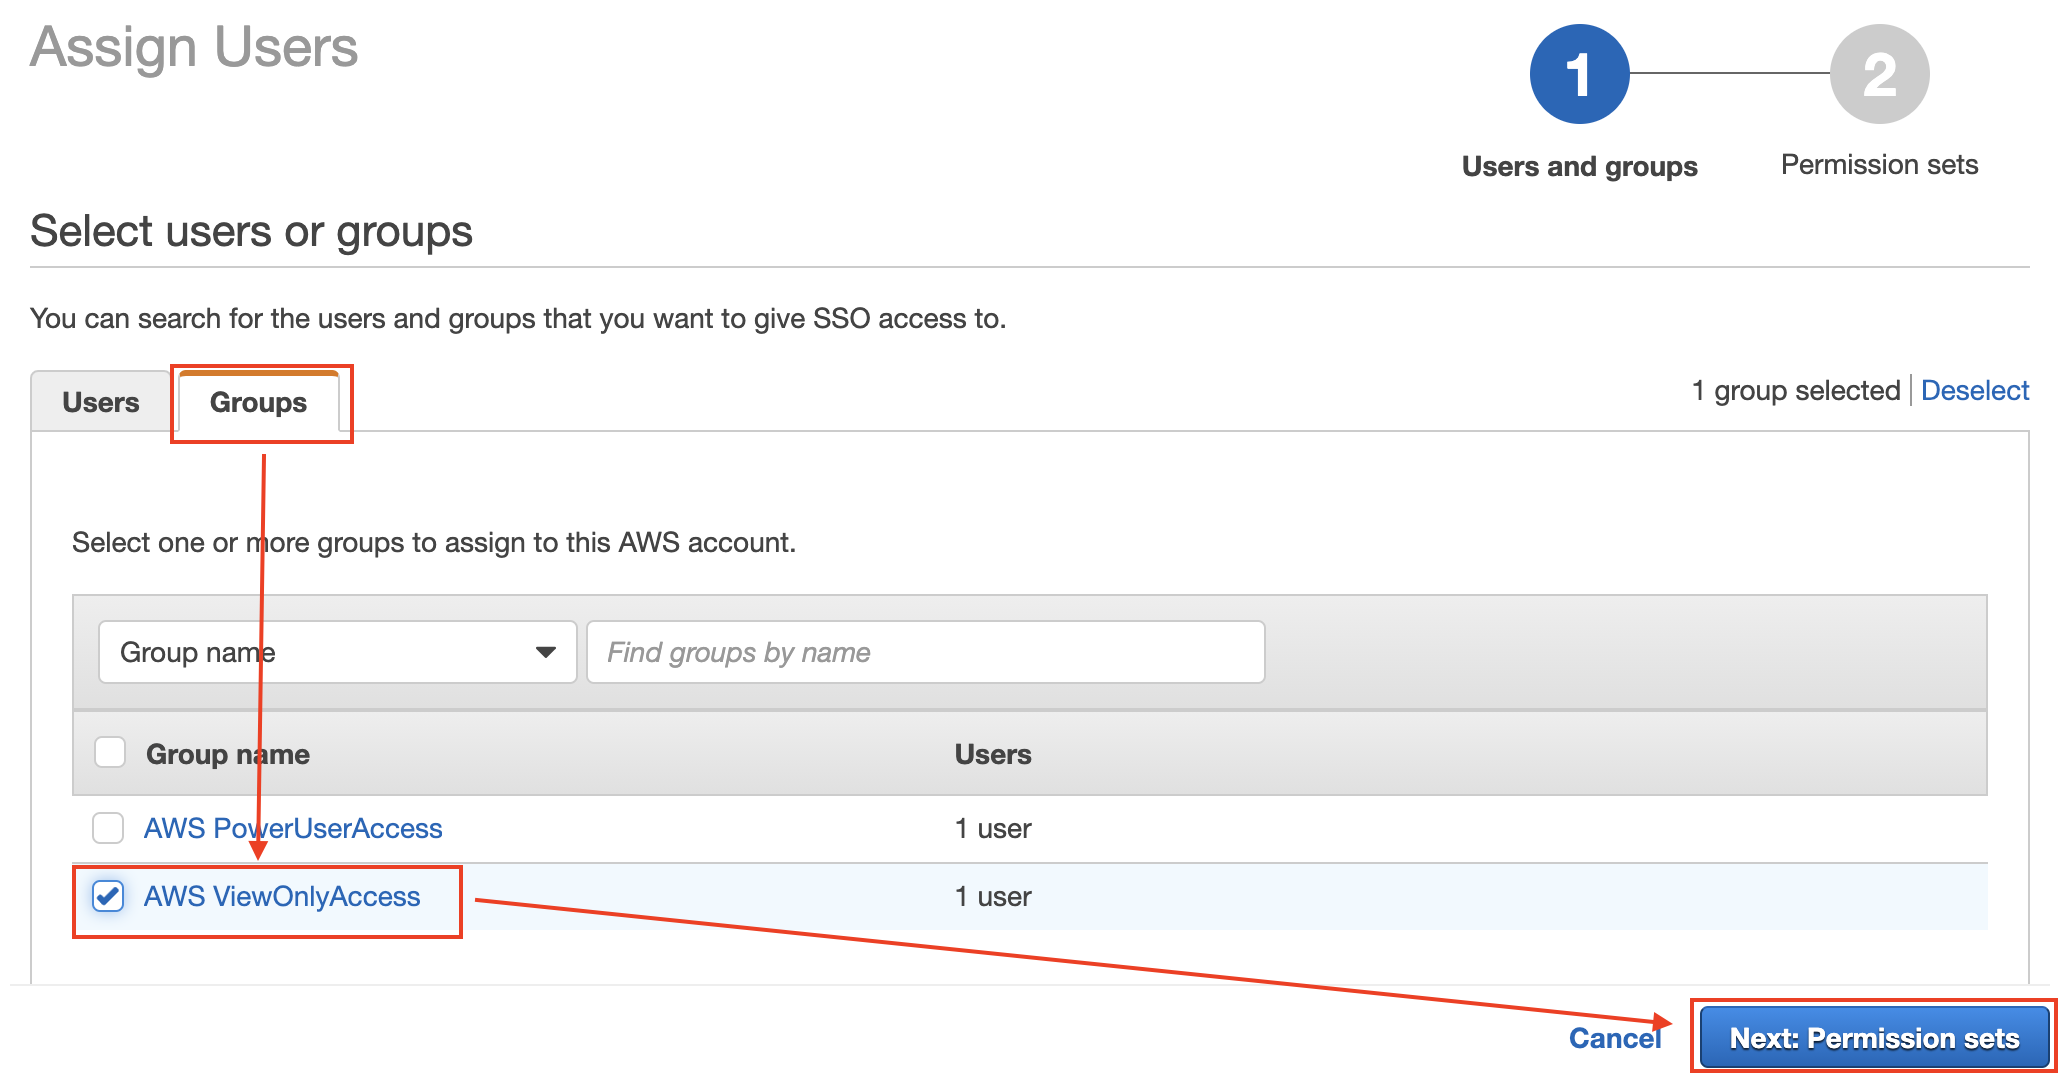 Assign Users
1
2
Users and groups
Permission sets
Select users or groups
You can search for the users and groups that you want to give SSO access to.
Users
Groups
1 group selected
Deselect
Select one or more groups to assign to this AWS account.
Group name
Find groups by name
Group name
Users
AWS PowerUserAccess
1 user
AWS ViewOnlyAccess
1 user
Cancel
Next: Permission sets